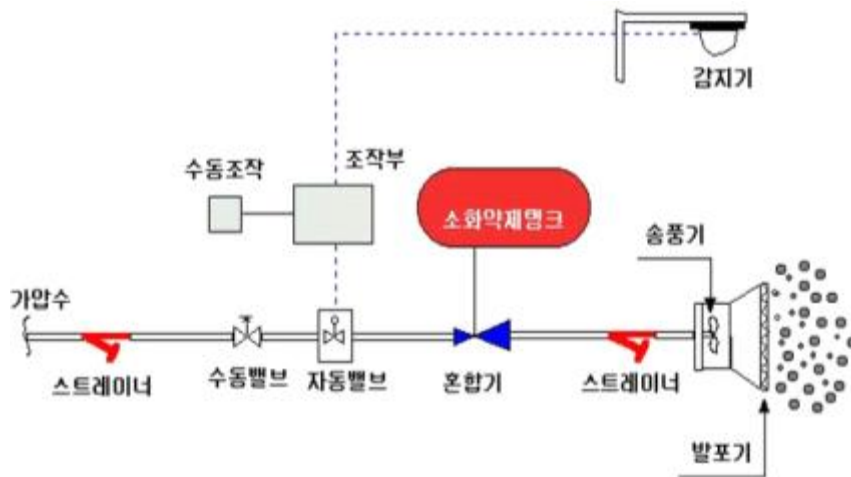 감지기
조작부
수동조작
소화약제탱크
송풍기
가압수
스트레이너
수동밸브
자동밸브
혼합기
스트레이너
발포기